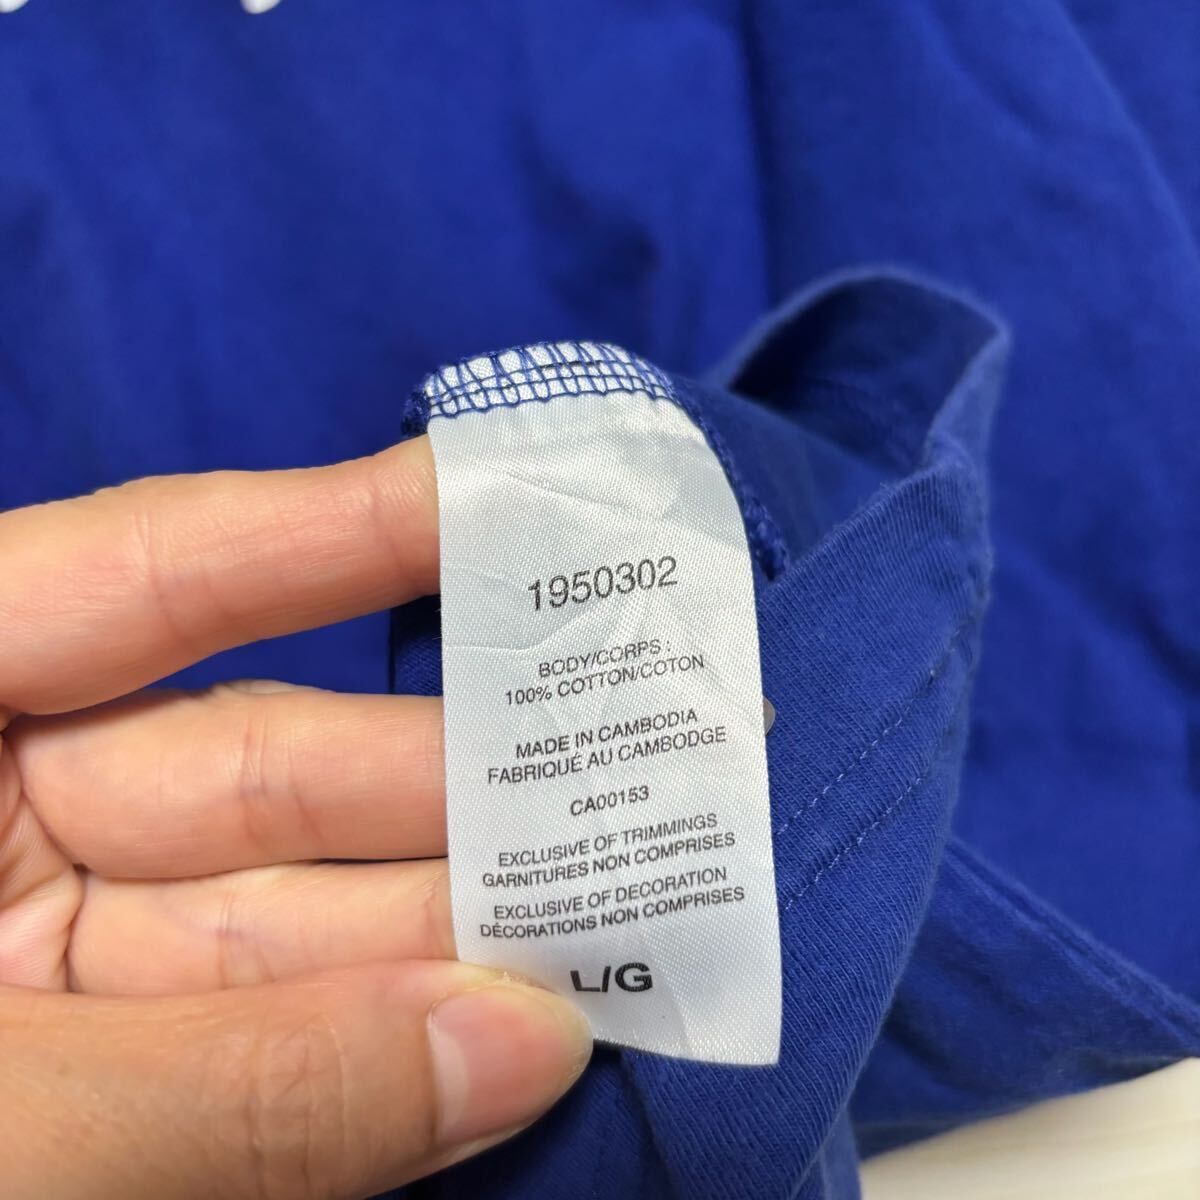 1950302
BODY/CORPS :
100% COTTON/COTON
MADE IN CAMBODIA
FABRIQUÉ AU CAMBODGE
CA00153
EXCLUSIVE OF TRIMMINGS
GARNITURES NON COMPRISES
EXCLUSIVE OF DECORATION
DÉCORATIONS NON COMPRISES
L/G